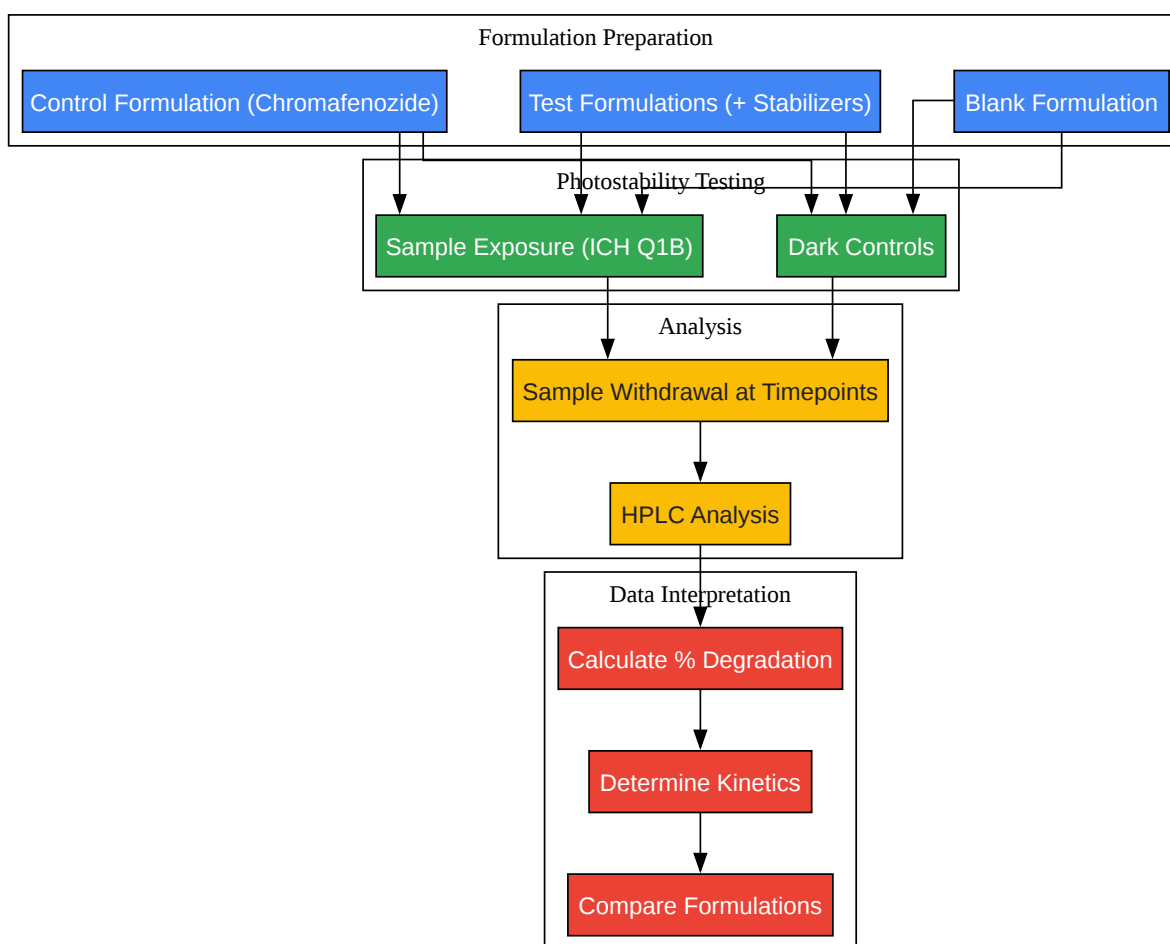 Formulation Preparation
Control Formulation (Chromafenozide)
Test Formulations (+ Stabilizers)
Blank Formulation
Photostability Testing
Sample Exposure (ICH Q1B)
Dark Controls
Analysis
Sample Withdrawal at Timepoints
HPLC Analysis
Data Interpretation
Calculate % Degradation
Determine Kinetics
Compare Formulations